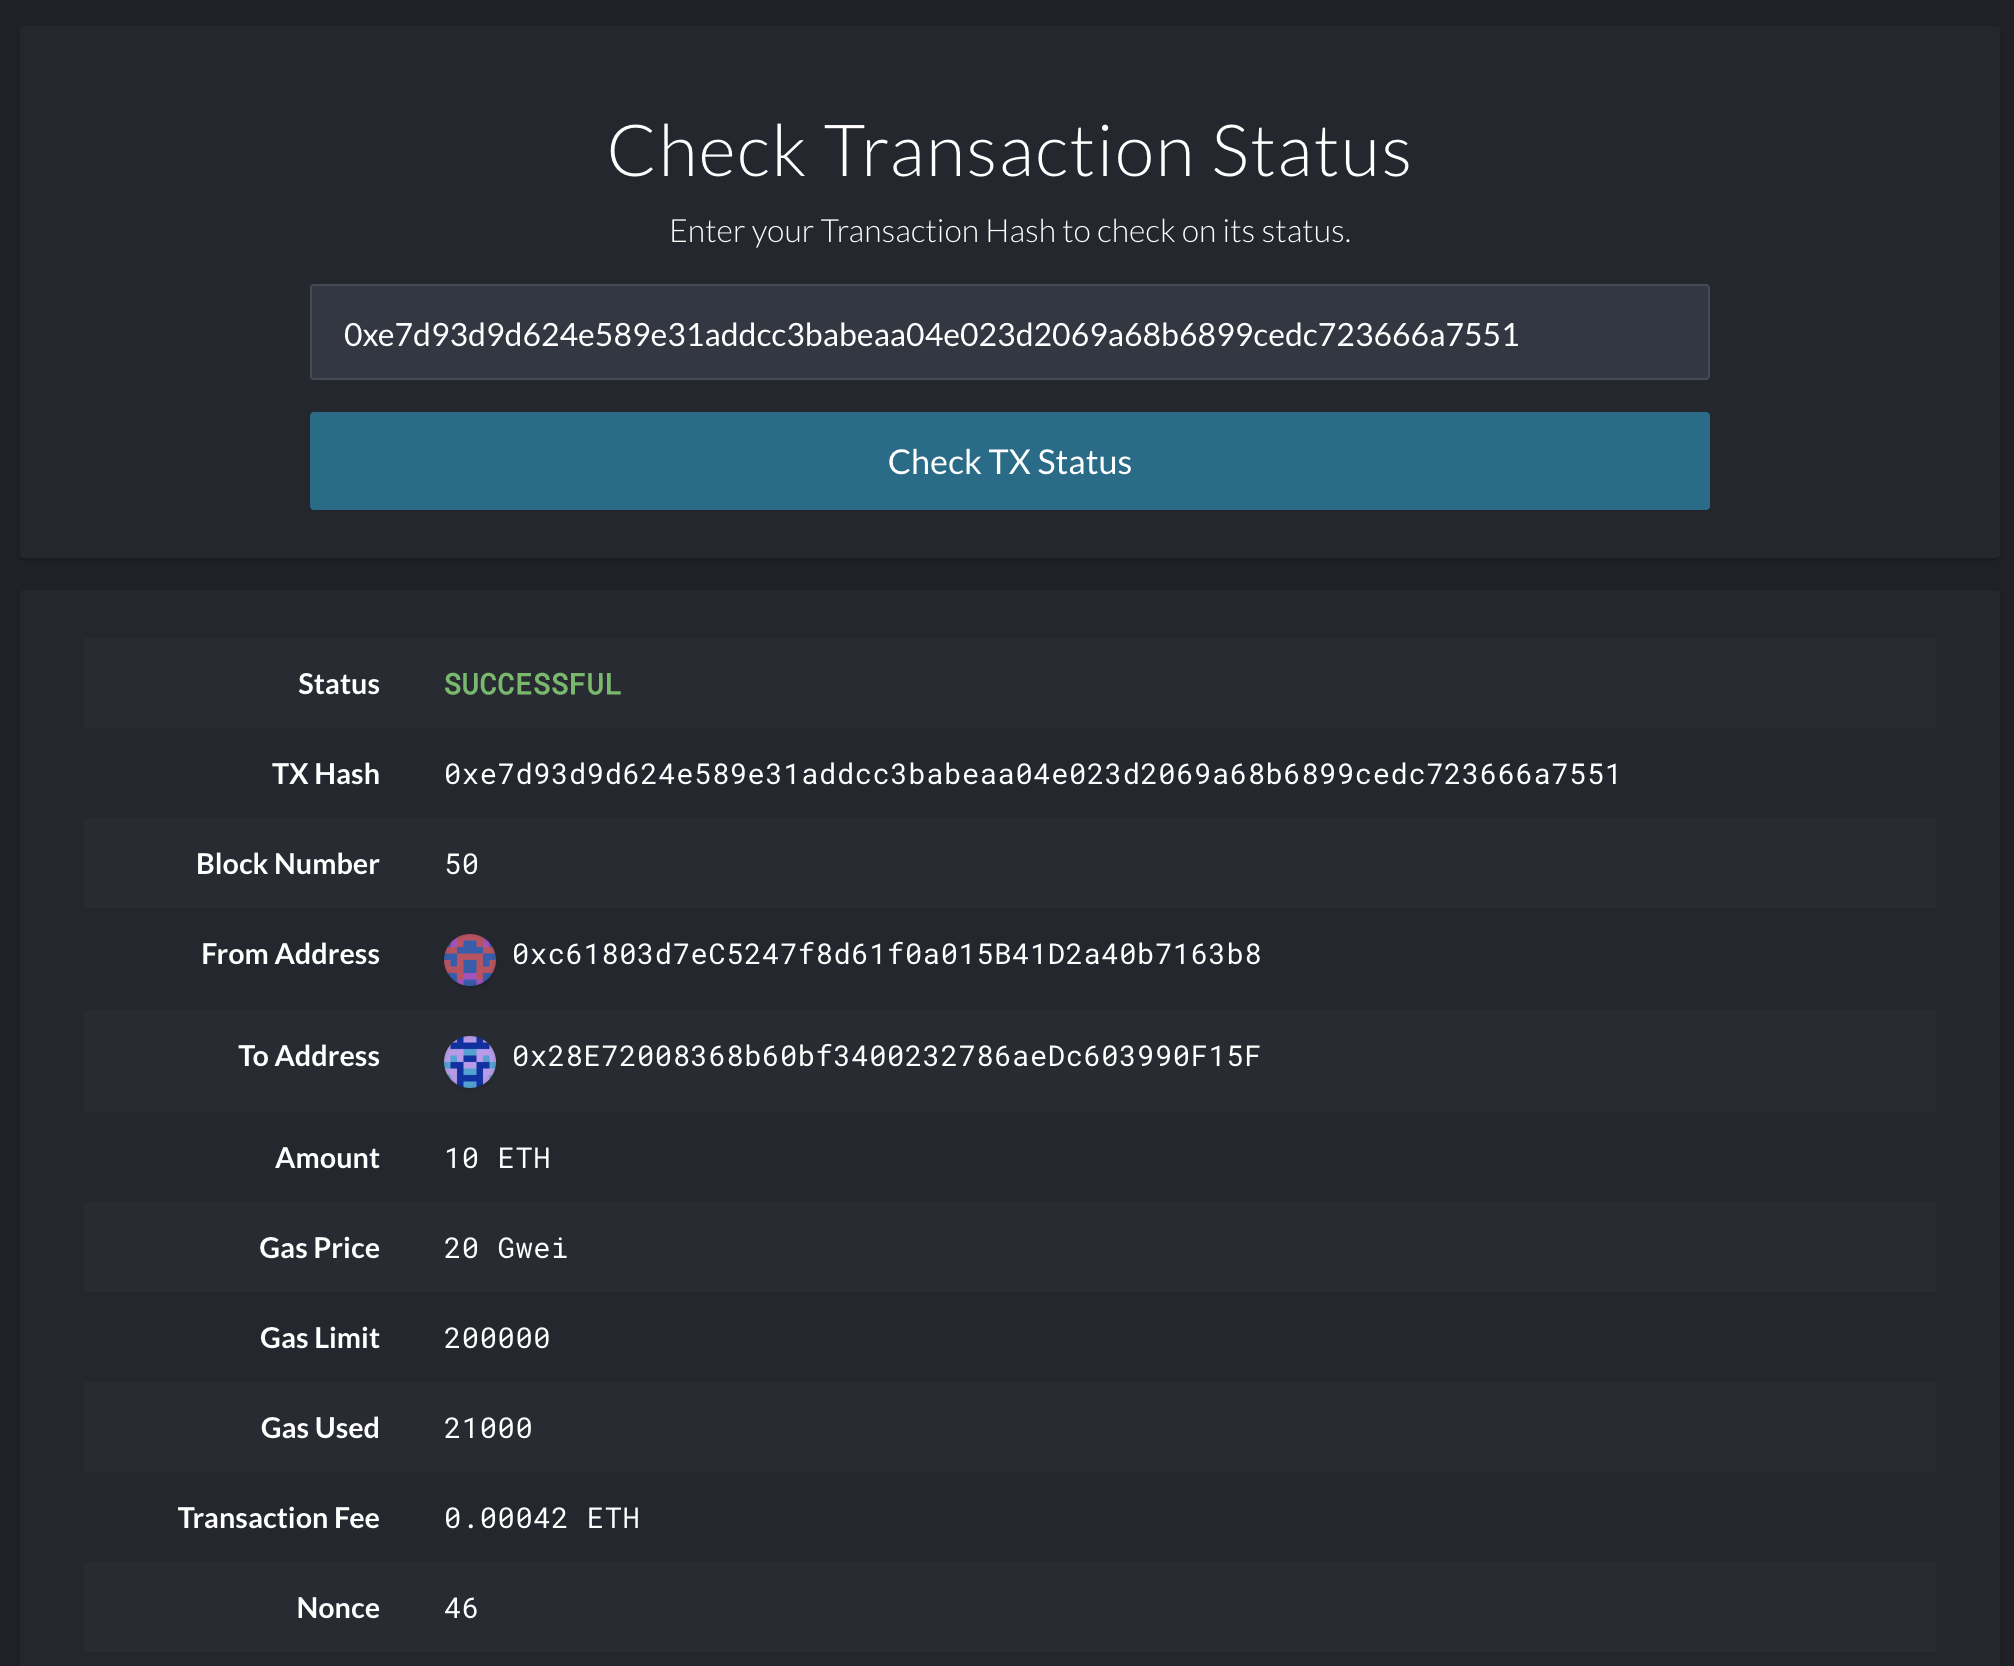 Check Transaction Status
Enter your Transaction Hash to check on its status.
0xe7d93d9d624e589e31addcc3babeaa04e023d2069a68b6899cedc723666a7551
Check TX Status
Status SUCCESSFUL
TX Hash 0xe7d93d9d624e589e31addcc3babeaa04e023d2069a68b6899cedc723666a7551
Block Number 50
From Address 0xc61803d7eC5247f8d61f0a015B41D2a40b7163b8
To Address 0x28E72008368b60bf3400232786aeDc603990F15F
Amount 10 ETH
Gas Price 20 Gwei
Gas Limit 200000
Gas Used 21000
Transaction Fee 0.00042 ETH
Nonce 46